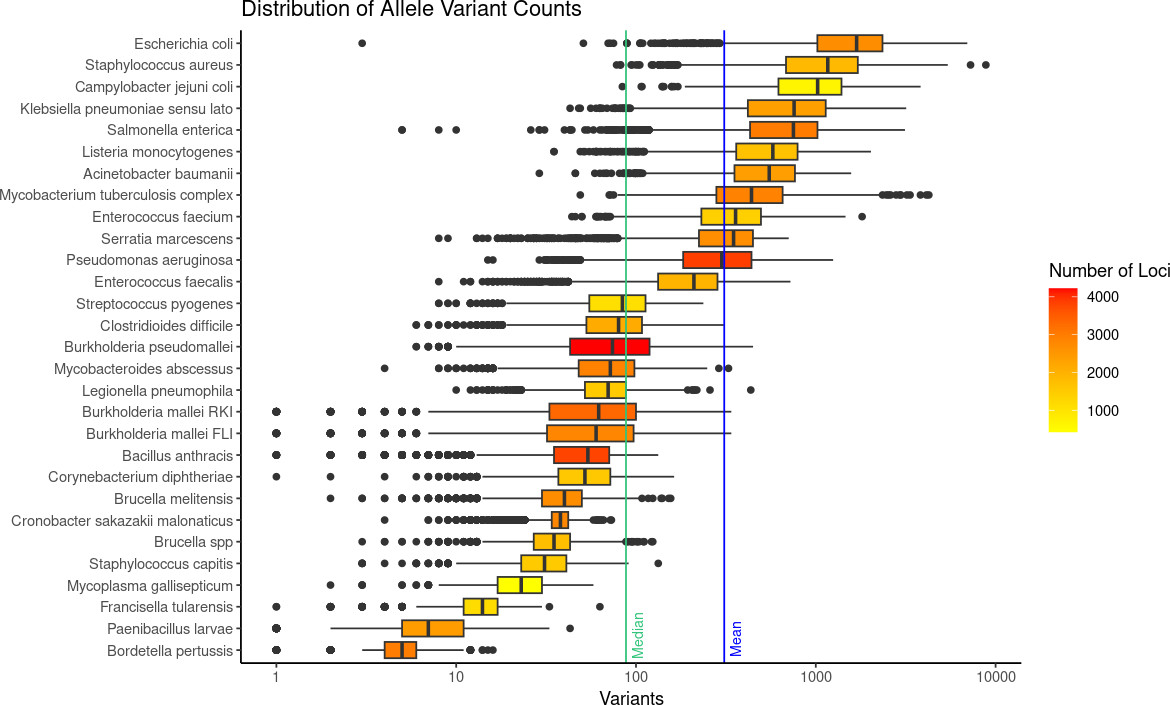 Distribution of Allele Variant Counts
Escherichia coli
Staphylococcus aureus
Campylobacter jejuni coli
Klebsiella pneumoniae sensu lato
Salmonella enterica
Listeria monocytogenes
Acinetobacter baumanii
Mycobacterium tuberculosis complex
Enterococcus faecium
Serratia marcescens
Pseudomonas aeruginosa
Enterococcus faecalis
Streptococcus pyogenes
Clostridioides difficile
Burkholderia pseudomallei
Mycobacteroides abscessus
Legionella pneumophila
Burkholderia mallei RKI
Burkholderia mallei FLI
Bacillus anthracis
Corynebacterium diphtheriae
Brucella melitensis
Cronobacter sakazakii malonaticus
Brucella spp
Staphylococcus capitis
Mycoplasma gallisepticum
Francisella tularensis
Paenibacillus larvae
Bordetella pertussis
Median
Mean
1 10 100 1000 10000
Variants
Number of Loci
4000
3000
2000
1000